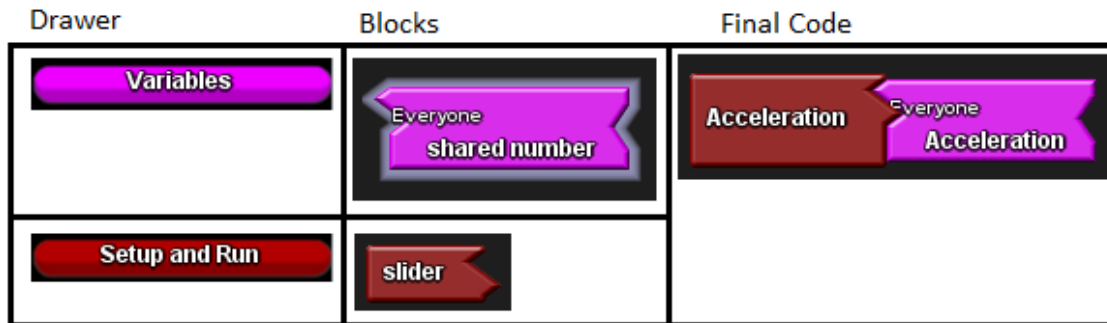 Drawer Blocks Final Code
Variables
Everyone
shared number
Acceleration
Everyone
Acceleration
Setup and Run
slider